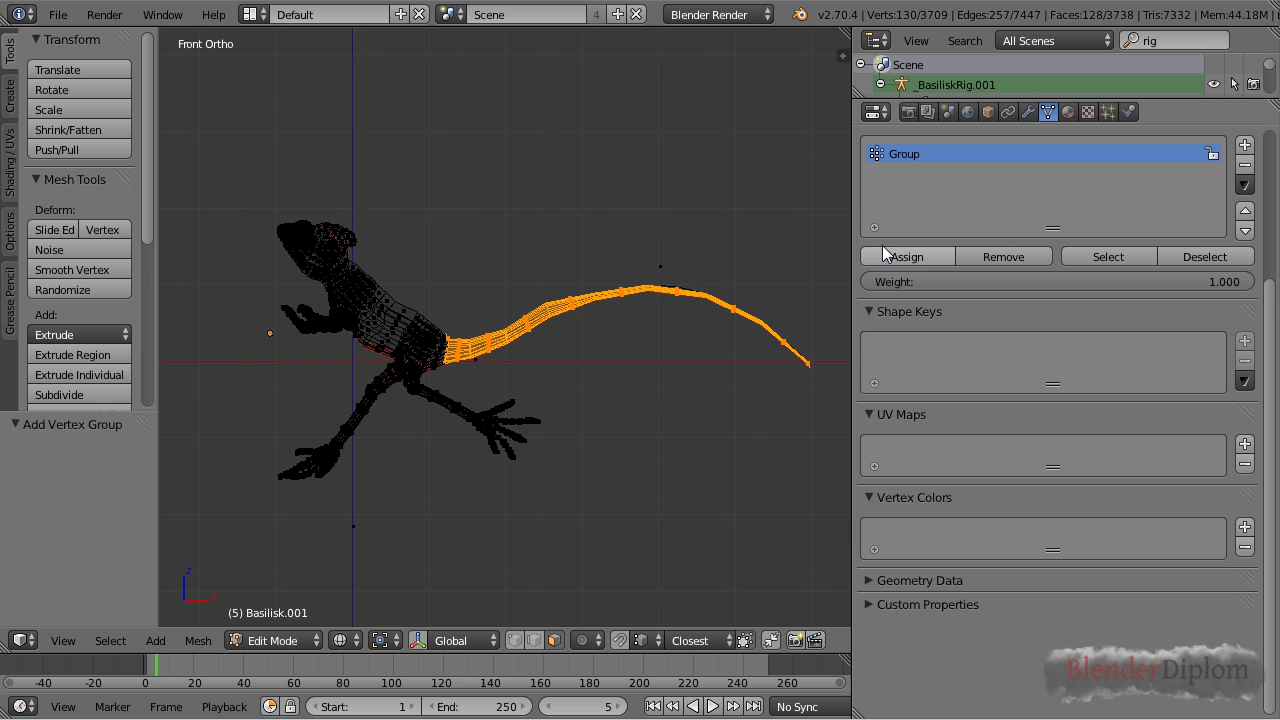 File Render Window Help Default Scene 4 Blender Render v2.70.4 | Verts:130/3709 | Edges:257/7447 | Faces:128/3738 | Tris:7332 | Mem:44.18M
Tools
Create
Shading / UVs
Options
Grease Pencil
Transform
Translate
Rotate
Scale
Shrink/Fatten
Push/Pull
Mesh Tools
Deform:
Slide Ed Vertex
Noise
Smooth Vertex
Randomize
Add:
Extrude
Extrude Region
Extrude Individual
Subdivide
Add Vertex Group
Front Ortho
z
x
(5) Basilisk.001
View Select Add Mesh Edit Mode Global Closest
-40 -20 0 20 40 60 80 100 120 140 160 180 200 220 240 260
View Marker Frame Playback Start: 1 End: 250 5 No Sync
View Search All Scenes rig
Scene
_BasiliskRig.001
Group
Assign Remove Select Deselect
Weight: 1.000
Shape Keys
UV Maps
Vertex Colors
Geometry Data
Custom Properties
BlenderDiplom